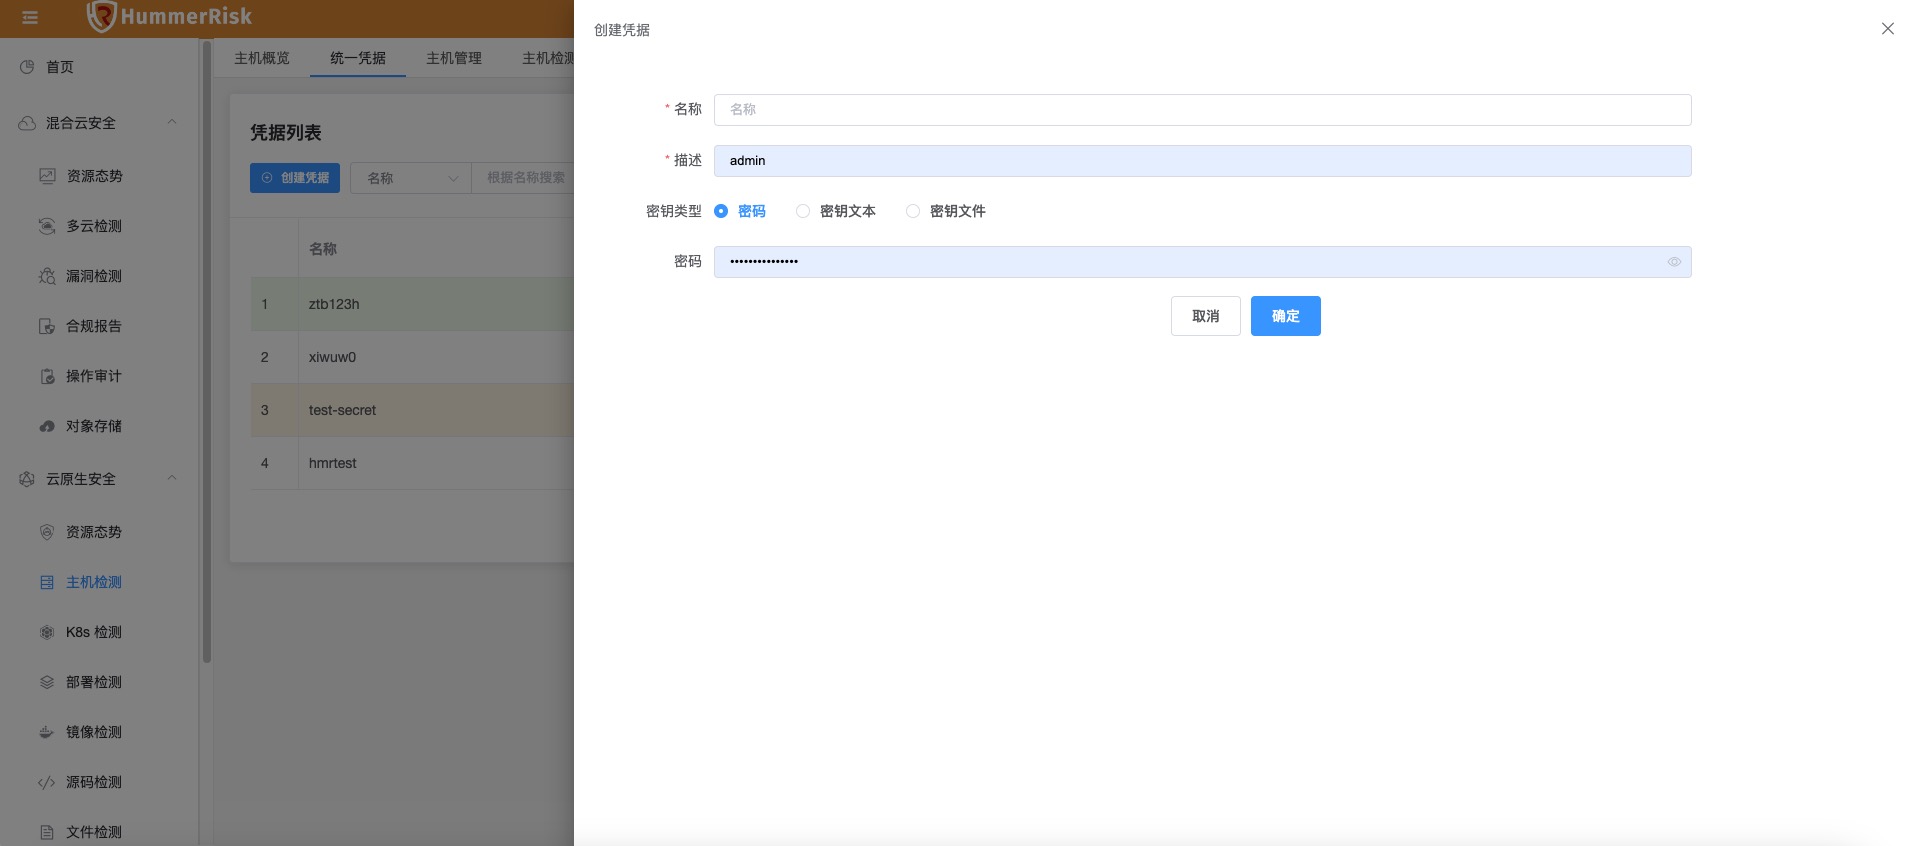 HummerRisk
首页
混合云安全
资源态势
多云检测
漏洞检测
合规报告
操作审计
对象存储
云原生安全
资源态势
主机检测
K8s 检测
部署检测
镜像检测
源码检测
文件检测
主机概览 统一凭据 主机管理 主机检测
凭据列表
创建凭据 名称 根据名称搜索
名称
1 ztb123h
2 xiwuw0
3 test-secret
4 hmrtest
创建凭据
* 名称 名称
* 描述 admin
密钥类型 密码 密钥文本 密钥文件
密码 •••••••••••••••
取消 确定